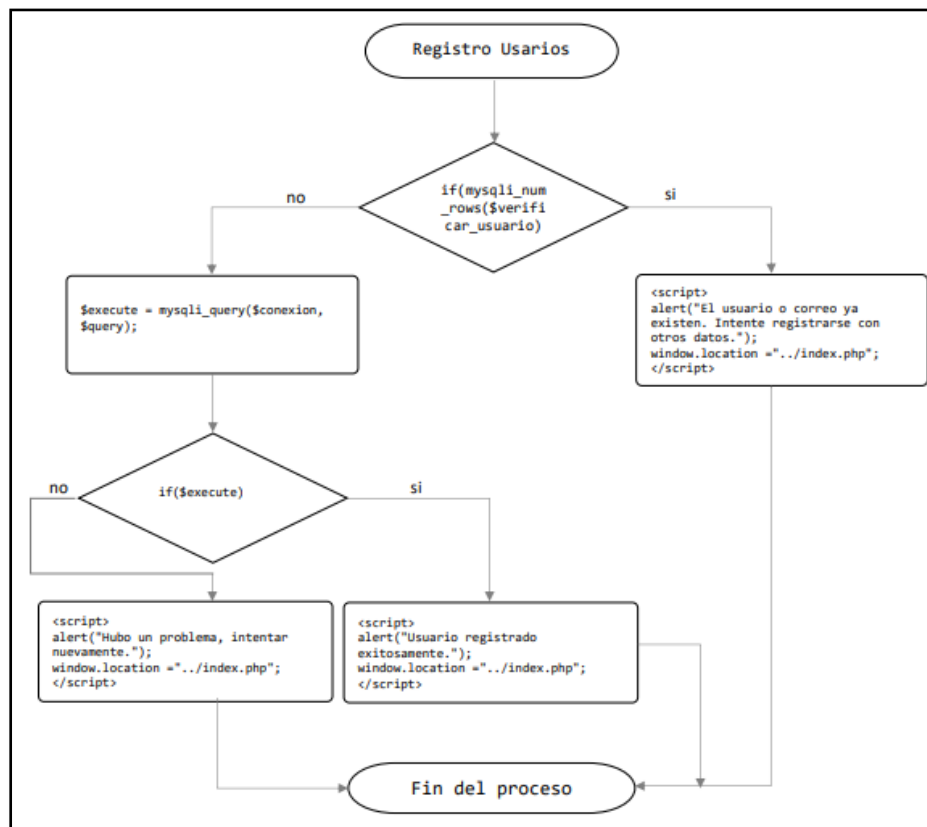 Registro Usarios
if(mysqli_num
_rows($verifi
car_usuario)
no
si
$execute = mysqli_query($conexion,
$query);
<script>
alert("El usuario o correo ya
existen. Intente registrarse con
otros datos.");
window.location ="../index.php";
</script>
if($execute)
no
si
<script>
alert("Hubo un problema, intentar
nuevamente.");
window.location ="../index.php";
</script>
<script>
alert("Usuario registrado
exitosamente.");
window.location ="../index.php";
</script>
Fin del proceso